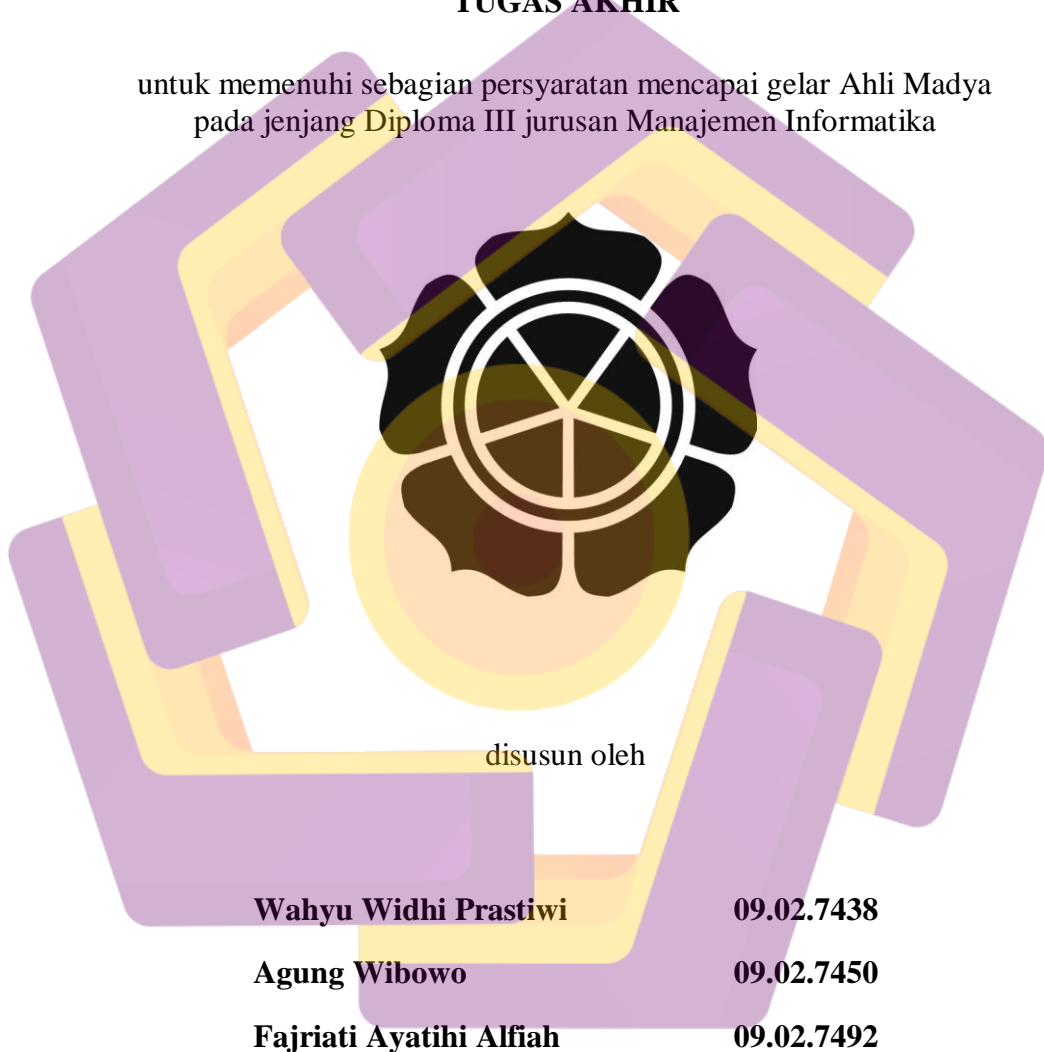 TUGAS AKHIR
untuk memenuhi sebagian persyaratan mencapai gelar Ahli Madya
pada jenjang Diploma III jurusan Manajemen Informatika
disusun oleh
Wahyu Widhi Prastiwi 09.02.7438
Agung Wibowo 09.02.7450
Fajriati Ayatihi Alfiah 09.02.7492